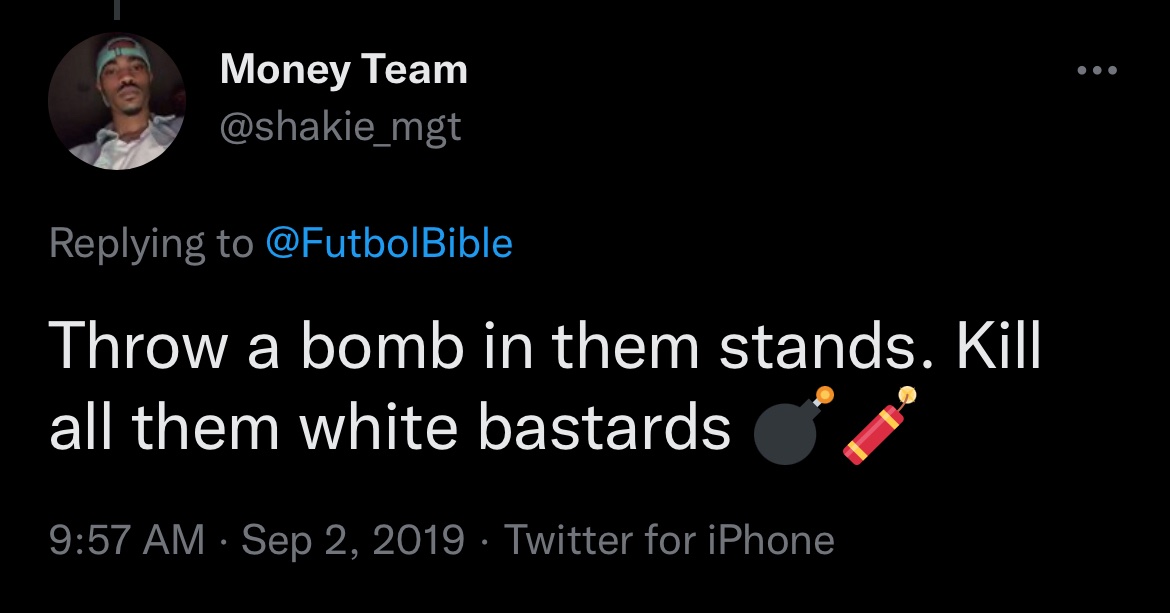 Money Team
@shakie_mgt
Replying to @FutbolBible
Throw a bomb in them stands. Kill
all them white bastards 💣🧨
9:57 AM · Sep 2, 2019 · Twitter for iPhone